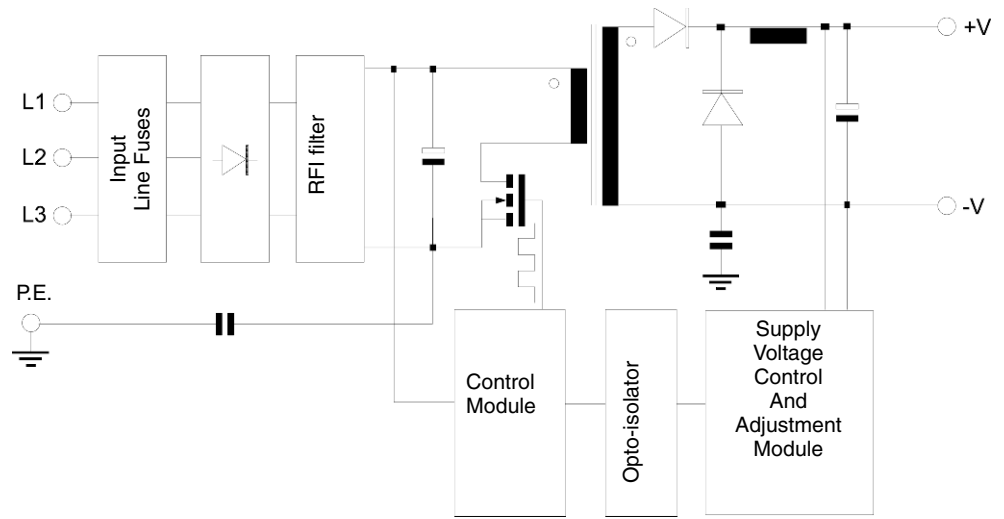 L1
L2
L3
P.E.
Input
Line Fuses
RFI filter
+V
-V
Control
Module
Opto-isolator
Supply
Voltage
Control
And
Adjustment
Module